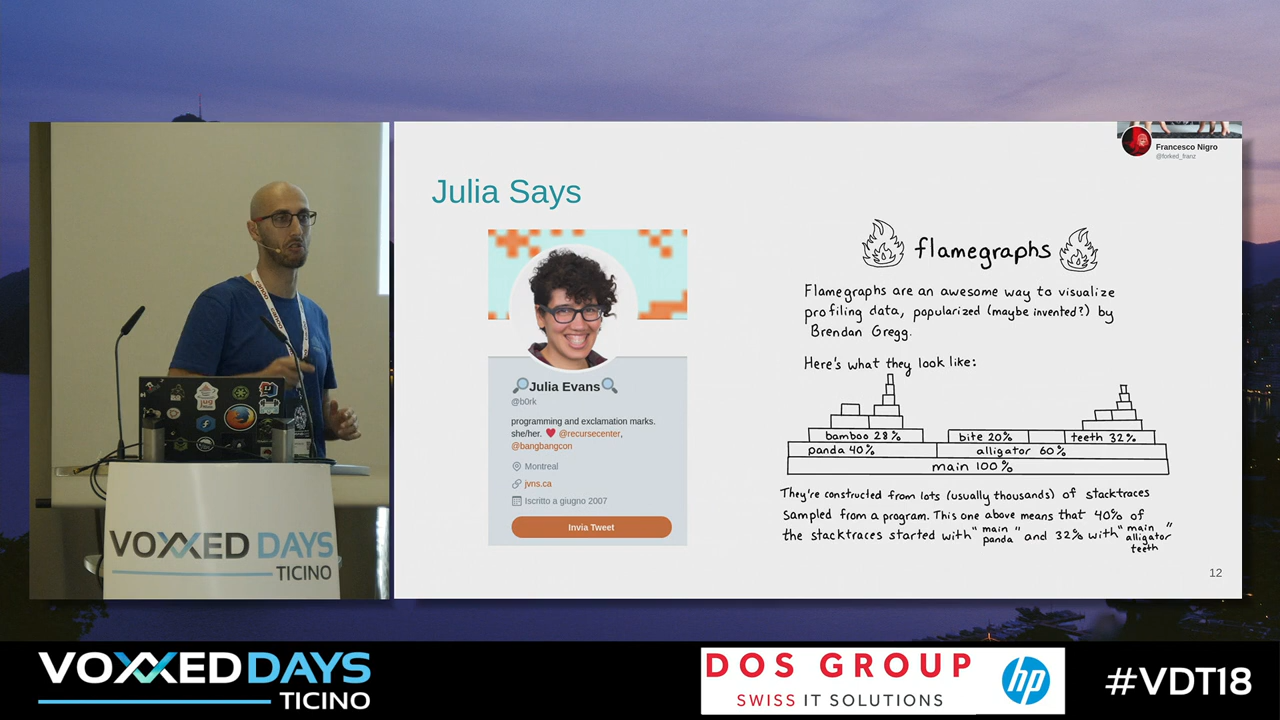 Francesco Nigro
@forked_franz
Julia Says
Julia Evans
@b0rk
programming and exclamation marks.
she/her. @recursecenter,
@bangbangcon
Montreal
jvns.ca
Iscritto a giugno 2007
Invia Tweet
flamegraphs
Flamegraphs are an awesome way to visualize
profiling data, popularized (maybe invented?) by
Brendan Gregg.
Here's what they look like:
bamboo 28% bite 20% teeth 32%
panda 40% alligator 60%
main 100%
They're constructed from lots (usually thousands) of stacktraces
sampled from a program. This one above means that 40% of
the stacktraces started with "main panda" and 32% with "main alligator teeth"
12
VOXXED DAYS
TICINO
VOXXED DAYS
TICINO
DOS GROUP
SWISS IT SOLUTIONS
hp
#VDT18